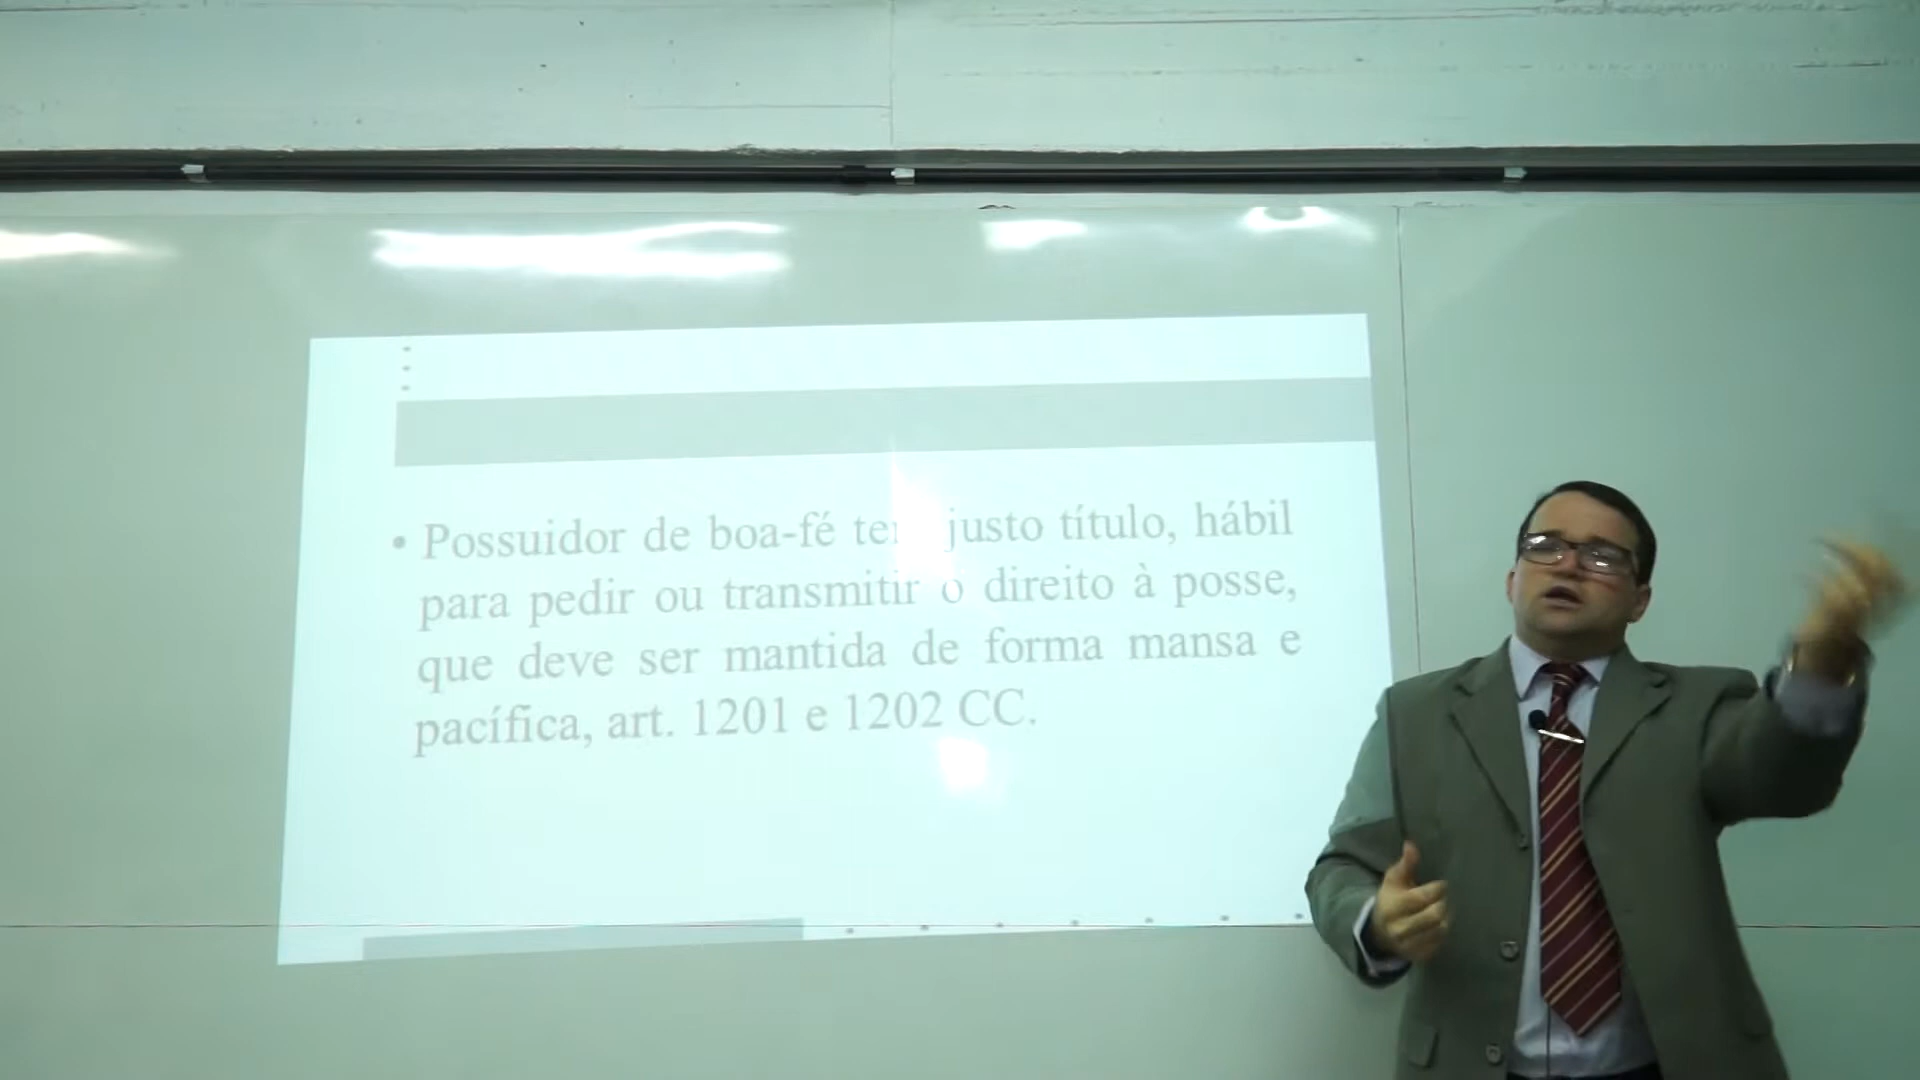 • Possuidor de boa-fé tem justo título, hábil
para pedir ou transmitir o direito à posse,
que deve ser mantida de forma mansa e
pacífica, art. 1201 e 1202 CC.